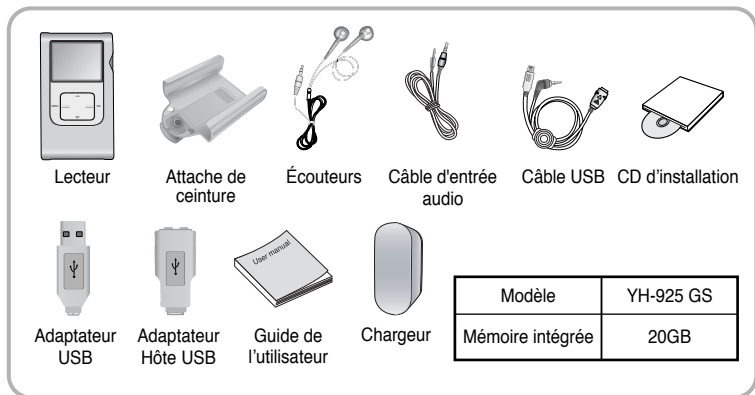 Lecteur
Attache de
ceinture
Écouteurs
Câble d'entrée
audio
Câble USB
CD d'installation
User manual
Adaptateur
USB
Adaptateur
Hôte USB
Guide de
l'utilisateur
Chargeur
Modèle YH-925 GS
Mémoire intégrée 20GB